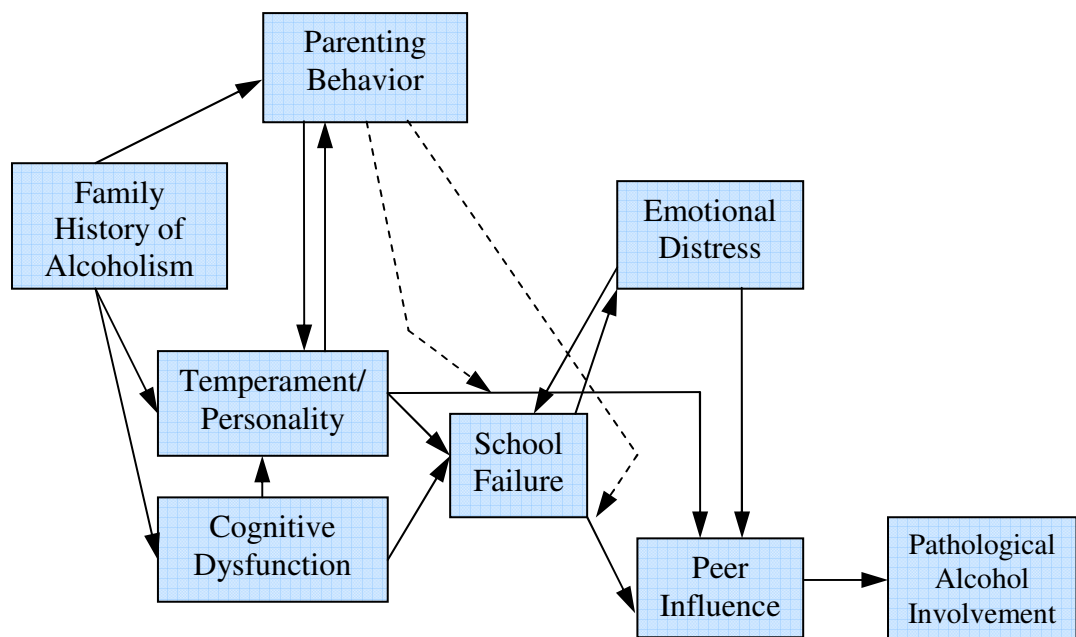 Parenting
Behavior
Family
History of
Alcoholism
Emotional
Distress
Temperament/
Personality
School
Failure
Cognitive
Dysfunction
Peer
Influence
Pathological
Alcohol
Involvement